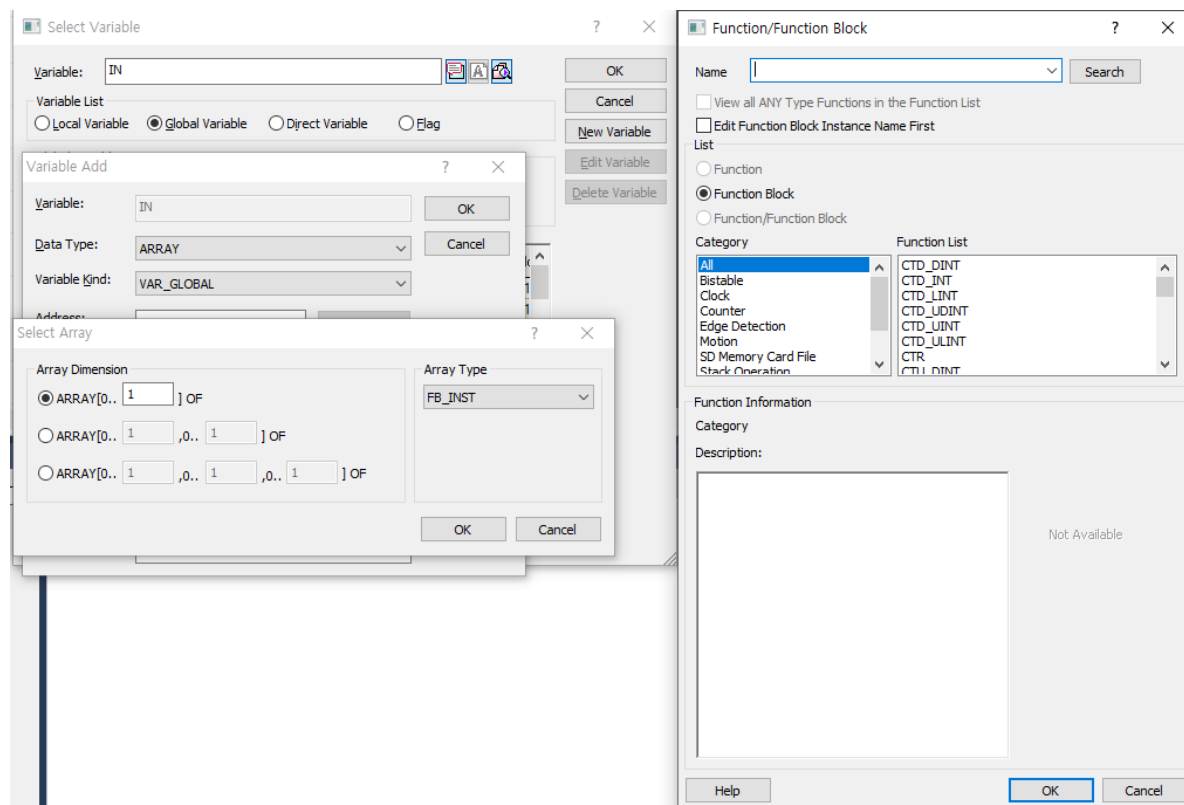 Select Variable
Variable:
IN
OK
Variable List
Cancel
Local Variable
Global Variable
Direct Variable
Flag
New Variable
Edit Variable
Delete Variable
Variable Add
Variable:
IN
OK
Data Type:
ARRAY
Cancel
Variable Kind:
VAR_GLOBAL
Address:
Select Array
Array Dimension
Array Type
ARRAY[0.. 1 ] OF
FB_INST
ARRAY[0.. 1 ,0.. 1 ] OF
ARRAY[0.. 1 ,0.. 1 ,0.. 1 ] OF
OK
Cancel
Function/Function Block
Name
Search
View all ANY Type Functions in the Function List
Edit Function Block Instance Name First
List
Function
Function Block
Function/Function Block
Category
Function List
All
Bistable
Clock
Counter
Edge Detection
Motion
SD Memory Card File
Stack Operation
CTD_DINT
CTD_INT
CTD_LINT
CTD_UDINT
CTD_UINT
CTD_ULINT
CTR
CTU_DINT
Function Information
Category
Description:
Not Available
Help
OK
Cancel